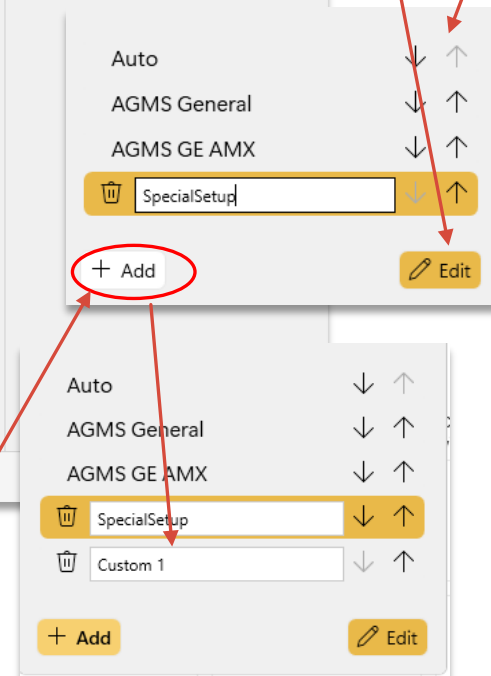 Auto
AGMS General
AGMS GE AMX
SpecialSetup
+ Add
Edit
Auto
AGMS General
AGMS GE AMX
SpecialSetup
Custom 1
+ Add
Edit